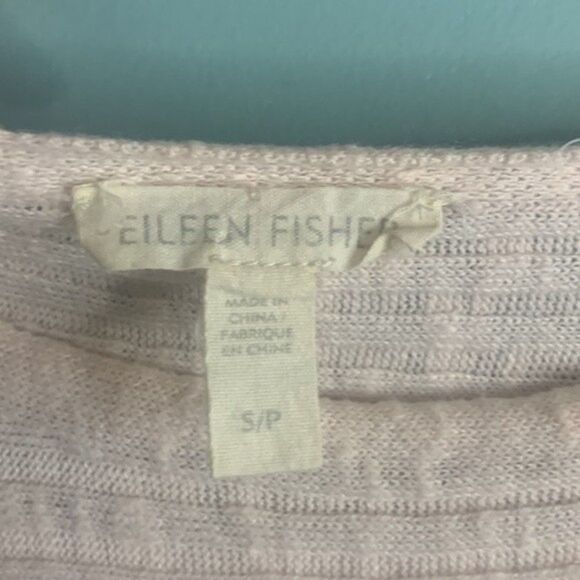 EILEEN FISHER
MADE IN
CHINA /
FABRIQUE
EN CHINE
S/P